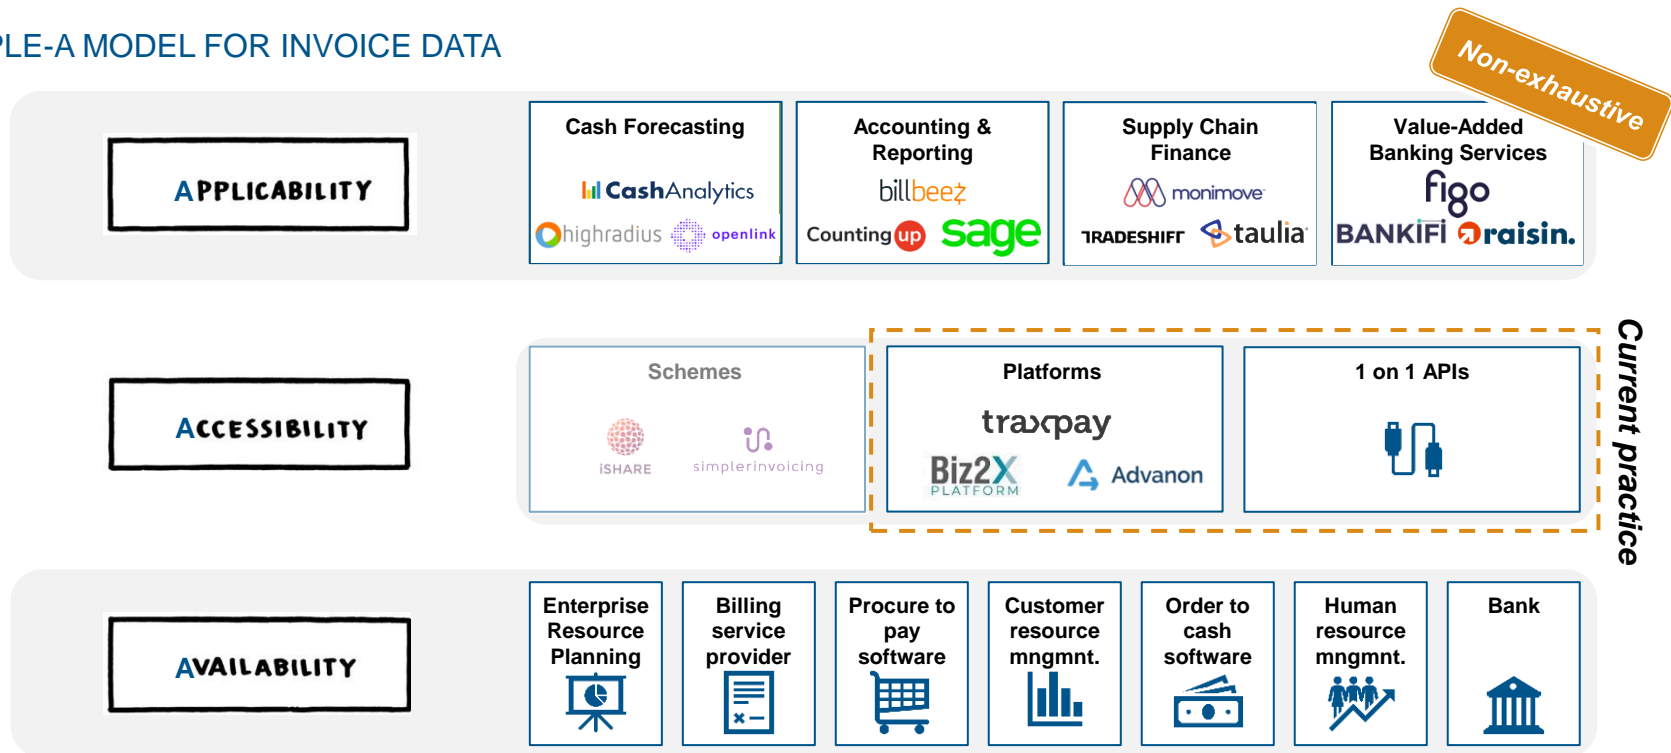 PLE-A MODEL FOR INVOICE DATA
Non-exhaustive
APPLICABILITY
Cash Forecasting
CashAnalytics
highradius
openlink
Accounting &
Reporting
billbeez
Counting up
sage
Supply Chain
Finance
monimove
TRADESHIFT
taulia
Value-Added
Banking Services
figo
BANKIFI
raisin.
ACCESSIBILITY
Schemes
iSHARE
simplerinvoicing
Platforms
traxpay
Biz2X
PLATFORM
Advanon
1 on 1 APIs
Current practice
AVAILABILITY
Enterprise
Resource
Planning
Billing
service
provider
Procure to
pay
software
Customer
resource
mngmnt.
Order to
cash
software
Human
resource
mngmnt.
Bank